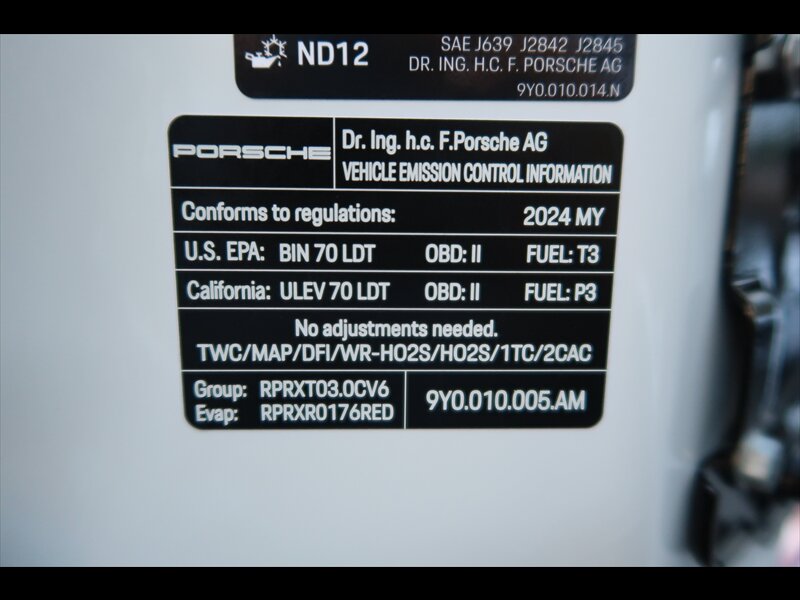 ND12
SAE J639 J2842 J2845
DR. ING. H.C. F. PORSCHE AG
9Y0.010.014.N
PORSCHE
Dr. Ing. h.c. F.Porsche AG
VEHICLE EMISSION CONTROL INFORMATION
Conforms to regulations: 2024 MY
U.S. EPA: BIN 70 LDT OBD: II FUEL: T3
California: ULEV 70 LDT OBD: II FUEL: P3
No adjustments needed.
TWC/MAP/DFI/WR-HO2S/HO2S/1TC/2CAC
Group: RPRXT03.0CV6
Evap: RPRXR0176RED
9Y0.010.005.AM